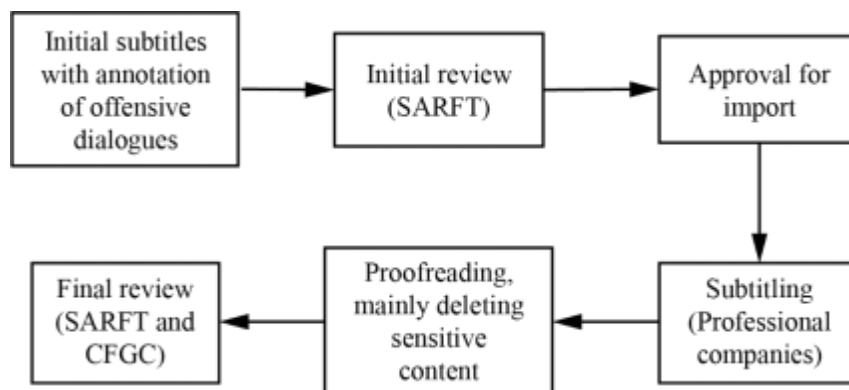 Initial subtitles
with annotation
of offensive
dialogues
Initial review
(SARFT)
Approval for
import
Subtitling
(Professional
companies)
Proofreading,
mainly deleting
sensitive
content
Final review
(SARFT and
CFGC)